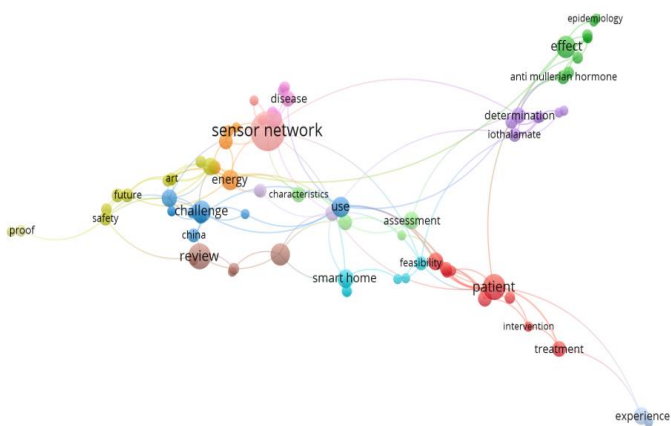 epidemiology
effect
anti mullerian hormone
disease
determination
sensor network
iothalamate
art
energy
future
characteristics
use
challenge
safety
assessment
proof
china
review
feasibility
smart home
patient
intervention
treatment
experience